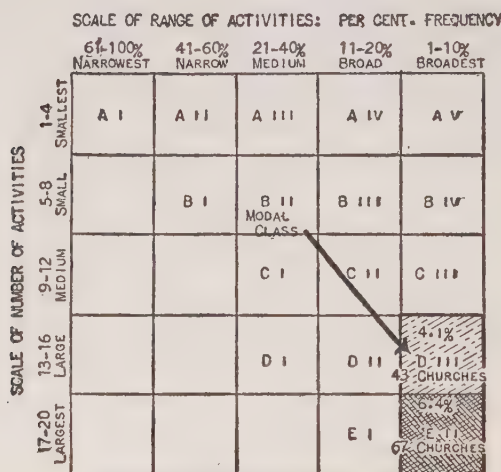 SCALE OF RANGE OF ACTIVITIES: PER CENT. FREQUENCY
61-100% 41-60% 21-40% 11-20% 1-10%
NARROWEST NARROW MEDIUM BROAD BROADEST
SCALE OF NUMBER OF ACTIVITIES
1-4
SMALLEST
A I A II A III A IV A V
5-8
SMALL
B I B II B III B IV
MODAL
CLASS
9-12
MEDIUM
C I C II C III
13-16
LARGE
4.1%
D I D II D III
43 CHURCHES
17-20
LARGEST
6.4%
E I E II
67 CHURCHES